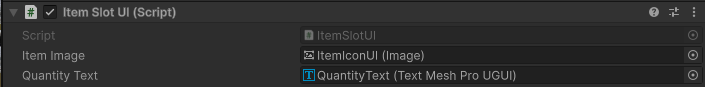 Item Slot UI (Script)
Script ItemSlotUI
Item Image ItemIconUI (Image)
Quantity Text QuantityText (Text Mesh Pro UGUI)